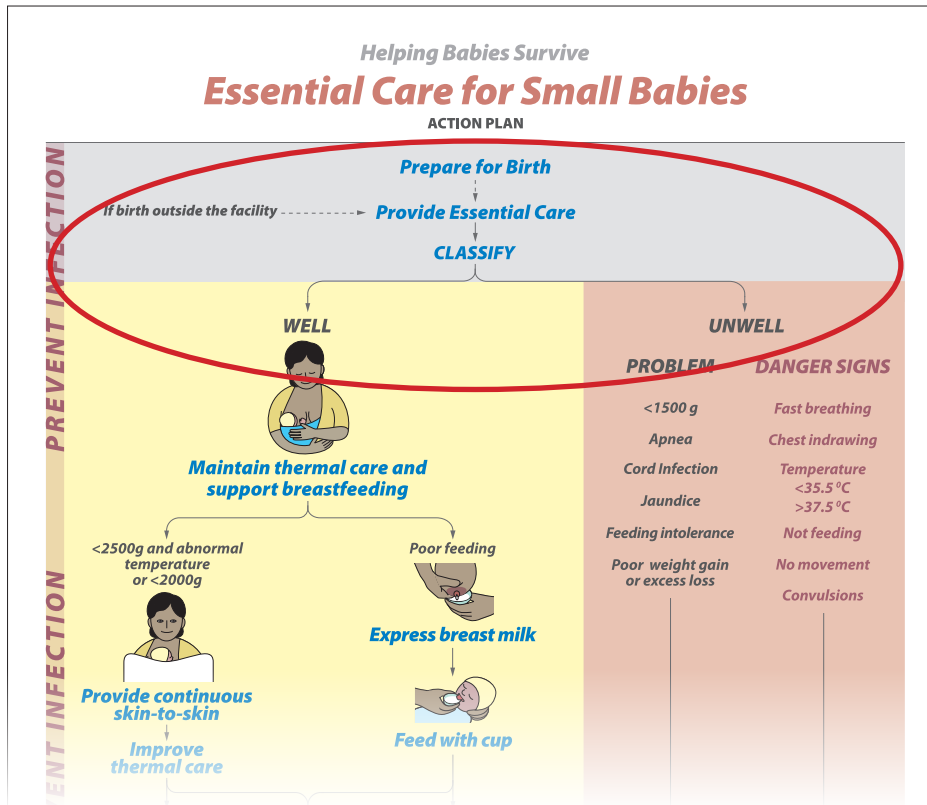 Helping Babies Survive
Essential Care for Small Babies
ACTION PLAN
PREVENT INFECTION
Prepare for Birth
If birth outside the facility
Provide Essential Care
CLASSIFY
WELL
UNWELL
PROBLEM
DANGER SIGNS
<1500 g
Fast breathing
Apnea
Chest indrawing
Cord Infection
Temperature
<35.5 ⁰C
>37.5 ⁰C
Jaundice
Feeding intolerance
Not feeding
Poor weight gain
or excess loss
No movement
Convulsions
Maintain thermal care and
support breastfeeding
<2500g and abnormal
temperature
or <2000g
Poor feeding
Express breast milk
Provide continuous
skin-to-skin
Feed with cup
Improve
thermal care
VENT INFECTION